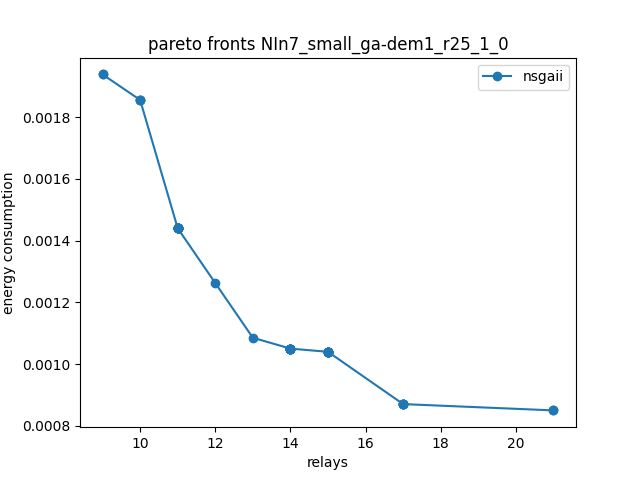 pareto fronts NIn7_small_ga-dem1_r25_1_0
nsgaii
energy consumption
0.0018
0.0016
0.0014
0.0012
0.0010
0.0008
10 12 14 16 18 20
relays